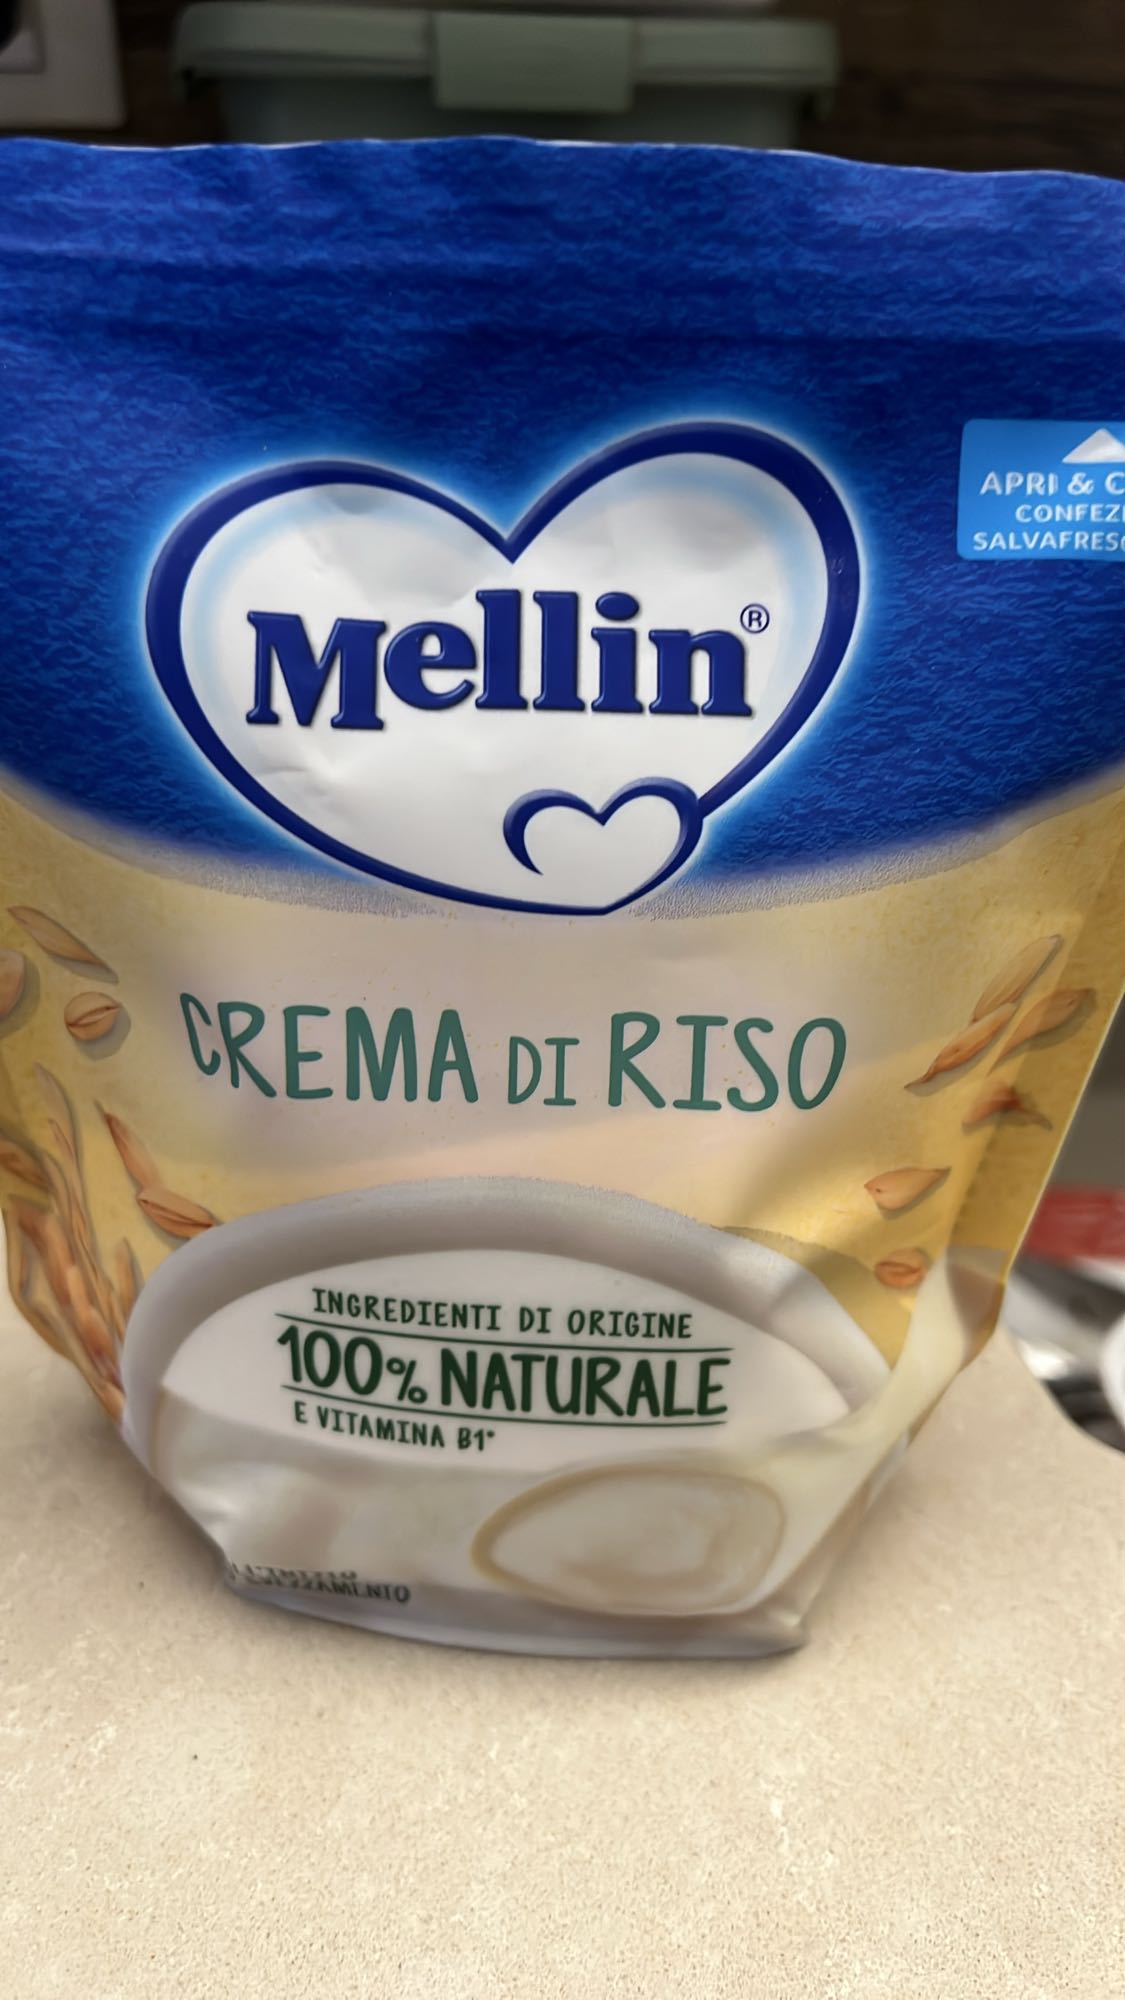 Mellin®
APRI & C
CONFEZI
SALVAFRES
CREMA DI RISO
INGREDIENTI DI ORIGINE
100% NATURALE
E VITAMINA B1*